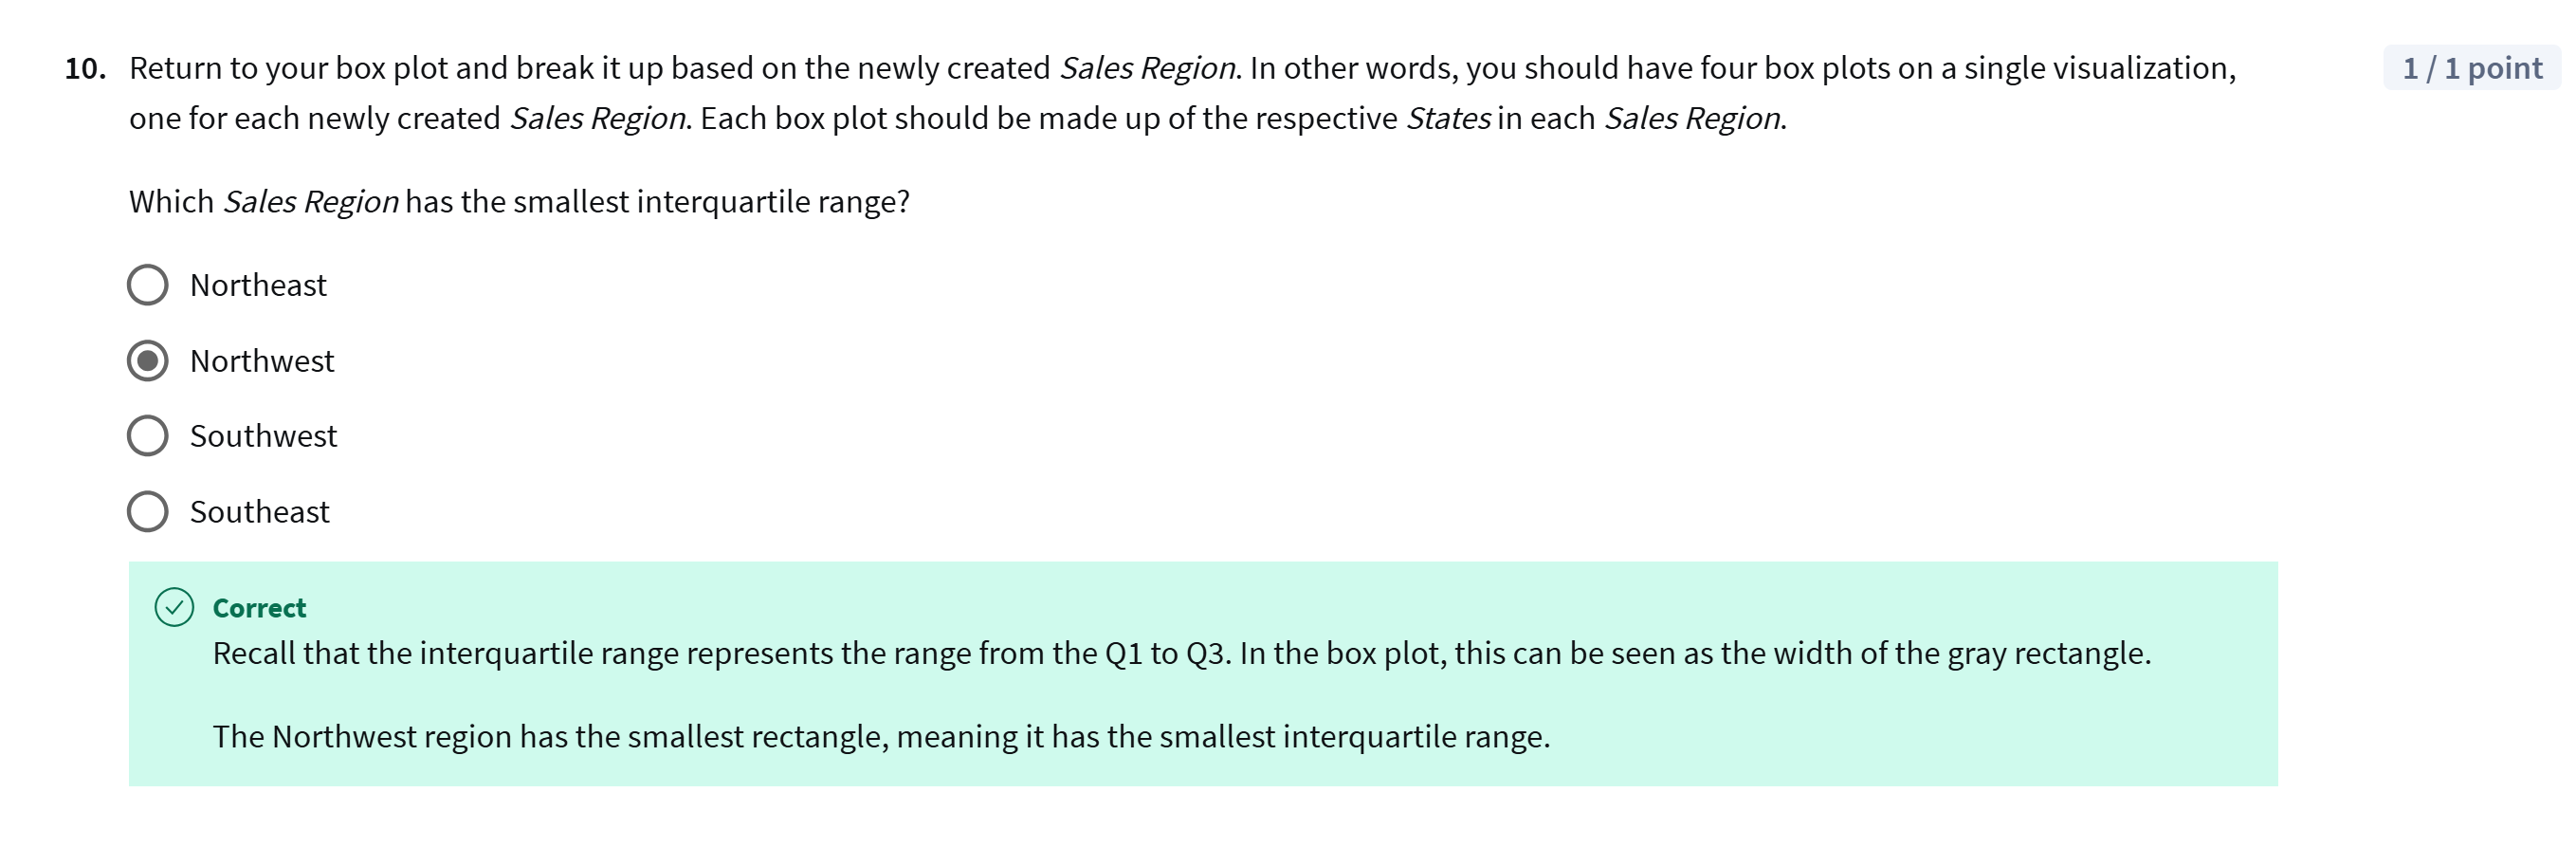 10. Return to your box plot and break it up based on the newly created Sales Region. In other words, you should have four box plots on a single visualization,
1 / 1 point
one for each newly created Sales Region. Each box plot should be made up of the respective States in each Sales Region.
Which Sales Region has the smallest interquartile range?
Northeast
Northwest
Southwest
Southeast
Correct
Recall that the interquartile range represents the range from the Q1 to Q3. In the box plot, this can be seen as the width of the gray rectangle.
The Northwest region has the smallest rectangle, meaning it has the smallest interquartile range.